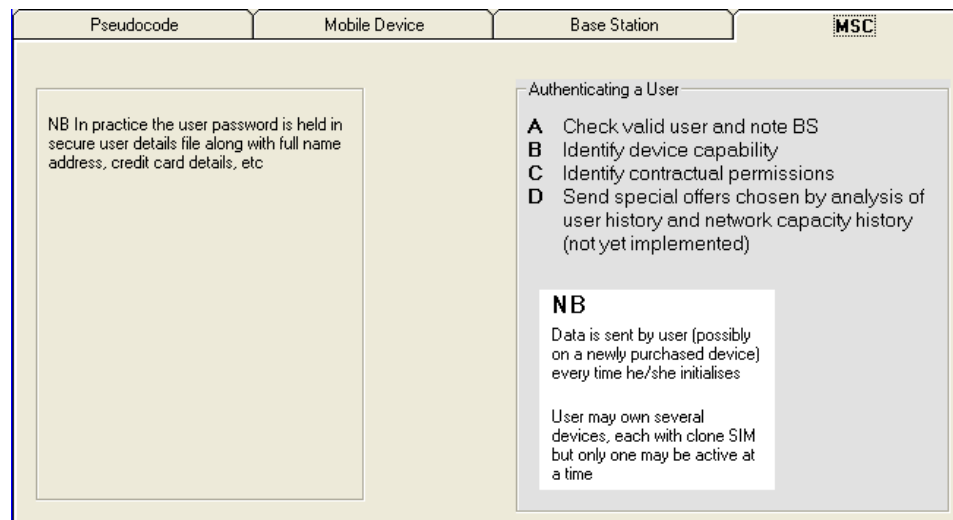 Pseudocode
Mobile Device
Base Station
MSC
NB In practice the user password is held in
secure user details file along with full name
address, credit card details, etc
Authenticating a User
A Check valid user and note BS
B Identify device capability
C Identify contractual permissions
D Send special offers chosen by analysis of
user history and network capacity history
(not yet implemented)
NB
Data is sent by user (possibly
on a newly purchased device)
every time he/she initialises
User may own several
devices, each with clone SIM
but only one may be active at
a time